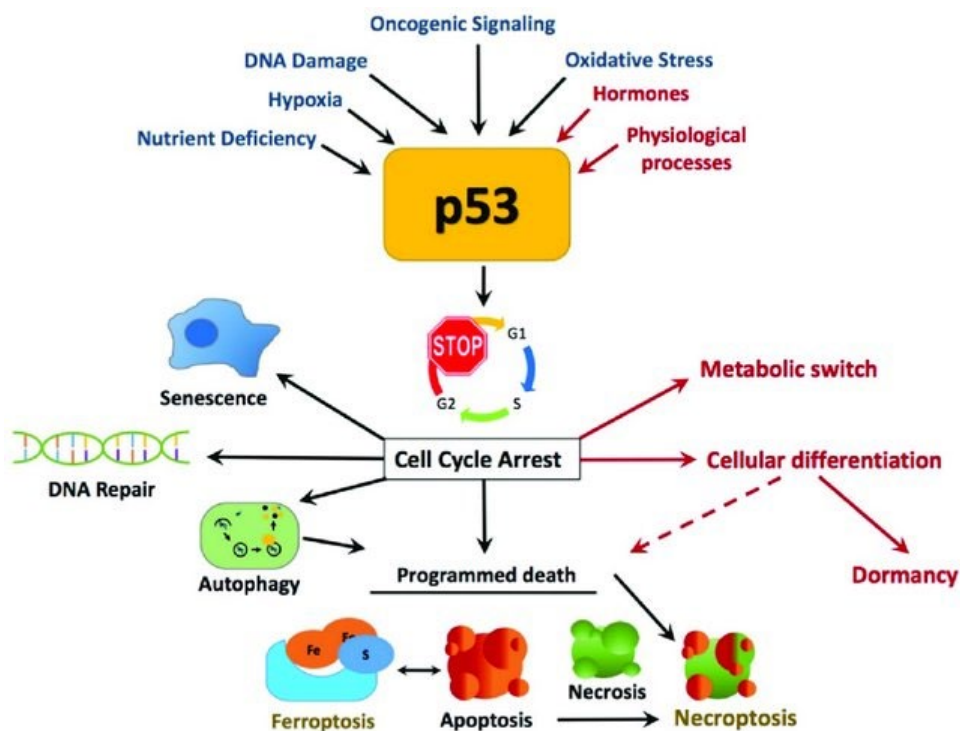 Oncogenic Signaling
DNA Damage
Oxidative Stress
Hypoxia
Hormones
Nutrient Deficiency
Physiological
processes
p53
STOP
G1
G2
S
Senescence
Metabolic switch
Cell Cycle Arrest
Cellular differentiation
DNA Repair
Autophagy
Programmed death
Dormancy
Fe
Fe
S
Necrosis
Ferroptosis
Apoptosis
Necroptosis